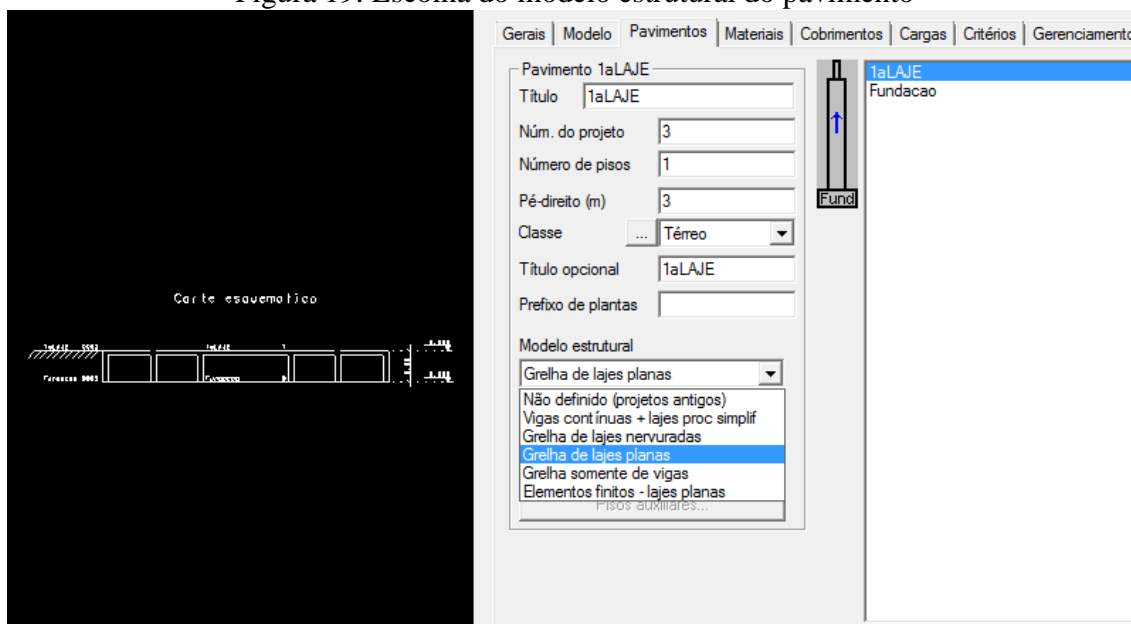 Figura 19. Escolha do modelo estrutural do pavimento
Gerais | Modelo | Pavimentos | Materiais | Cobrimentos | Cargas | Critérios | Gerenciamento
Pavimento 1aLAJE
Título 1aLAJE
Núm. do projeto 3
Número de pisos 1
Pé-direito (m) 3
Classe ... Térreo
Título opcional 1aLAJE
Prefixo de plantas
Modelo estrutural
Grelha de lajes planas
Não definido (projetos antigos)
Vigas contínuas + lajes proc simplif
Grelha de lajes nervuradas
Grelha de lajes planas
Grelha somente de vigas
Elementos finitos - lajes planas
Pisos auxiliares...
Fund
1aLAJE
Fundacao
Corte esquematico